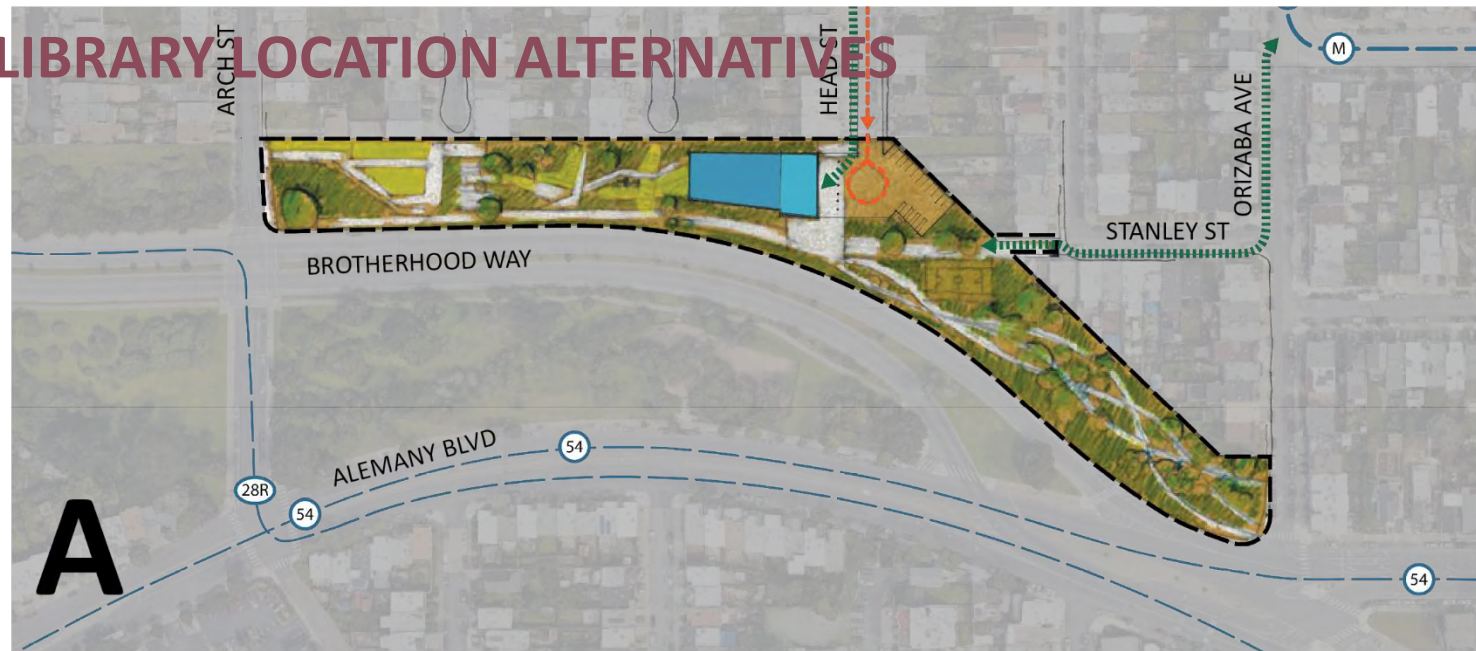 LIBRARY LOCATION ALTERNATIVES
ARCH ST
HEAD ST
ORIZABA AVE
M
STANLEY ST
BROTHERHOOD WAY
ALEMANY BLVD
54
28R
54
54
A